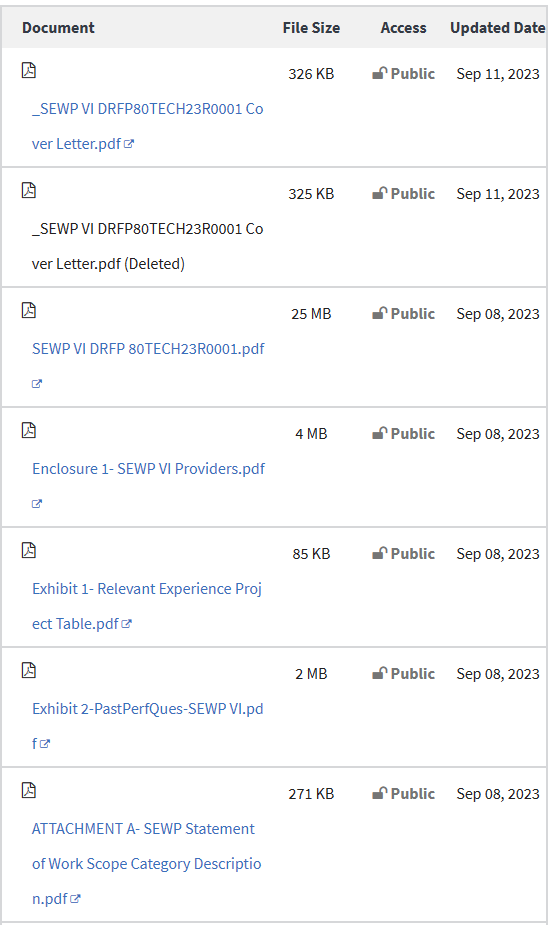 Document File Size Access Updated Date
326 KB Public Sep 11, 2023
_SEWP VI DRFP80TECH23R0001 Co
ver Letter.pdf
325 KB Public Sep 11, 2023
_SEWP VI DRFP80TECH23R0001 Co
ver Letter.pdf (Deleted)
25 MB Public Sep 08, 2023
SEWP VI DRFP 80TECH23R0001.pdf
4 MB Public Sep 08, 2023
Enclosure 1- SEWP VI Providers.pdf
85 KB Public Sep 08, 2023
Exhibit 1- Relevant Experience Proj
ect Table.pdf
2 MB Public Sep 08, 2023
Exhibit 2-PastPerfQues-SEWP VI.pd
f
271 KB Public Sep 08, 2023
ATTACHMENT A- SEWP Statement
of Work Scope Category Descriptio
n.pdf